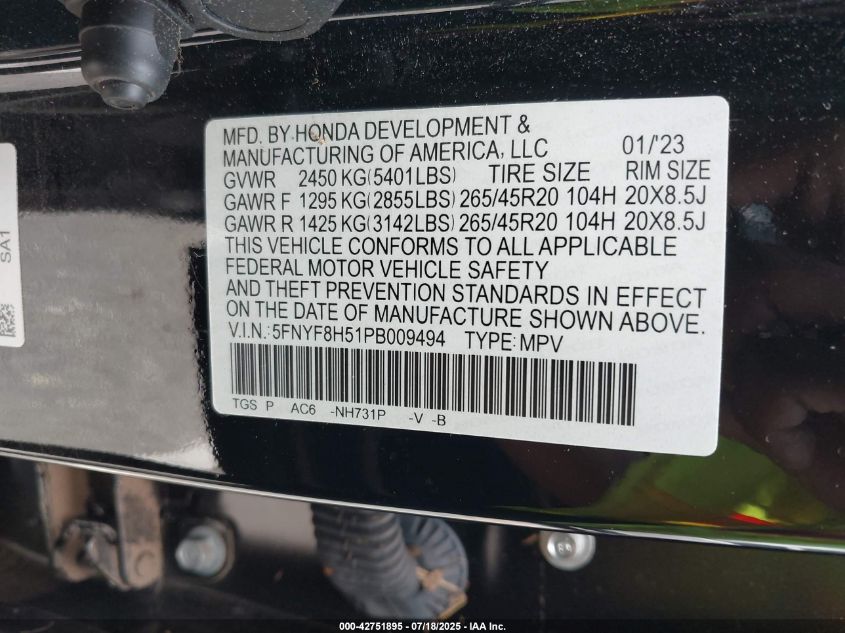 MFD. BY HONDA DEVELOPMENT &
MANUFACTURING OF AMERICA, LLC 01/'23
GVWR 2450 KG(5401LBS) TIRE SIZE RIM SIZE
GAWR F 1295 KG(2855LBS) 265/45R20 104H 20X8.5J
GAWR R 1425 KG(3142LBS) 265/45R20 104H 20X8.5J
THIS VEHICLE CONFORMS TO ALL APPLICABLE
FEDERAL MOTOR VEHICLE SAFETY
AND THEFT PREVENTION STANDARDS IN EFFECT
ON THE DATE OF MANUFACTURE SHOWN ABOVE.
V.I.N.:5FNYF8H51PB009494 TYPE:MPV
TGS P AC6 -NH731P -V -B
SA1
000-42751895 - 07/18/2025 - IAA Inc.